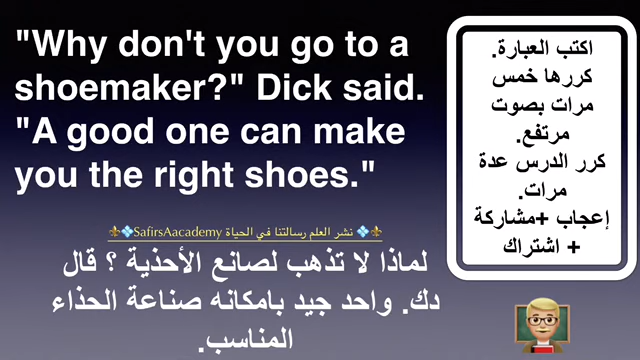 "Why don't you go to a
shoemaker?" Dick said.
"A good one can make
you the right shoes."
نشر العلم رسالتنا في الحياة SafirsAacademy
لماذا لا تذهب لصانع الأحذية ؟ قال
دك. واحد جيد بامكانه صناعة الحذاء
المناسب.
اكتب العبارة.
كررها خمس
مرات بصوت
مرتفع.
كرر الدرس عدة
مرات.
إعجاب +مشاركة
+ اشتراك